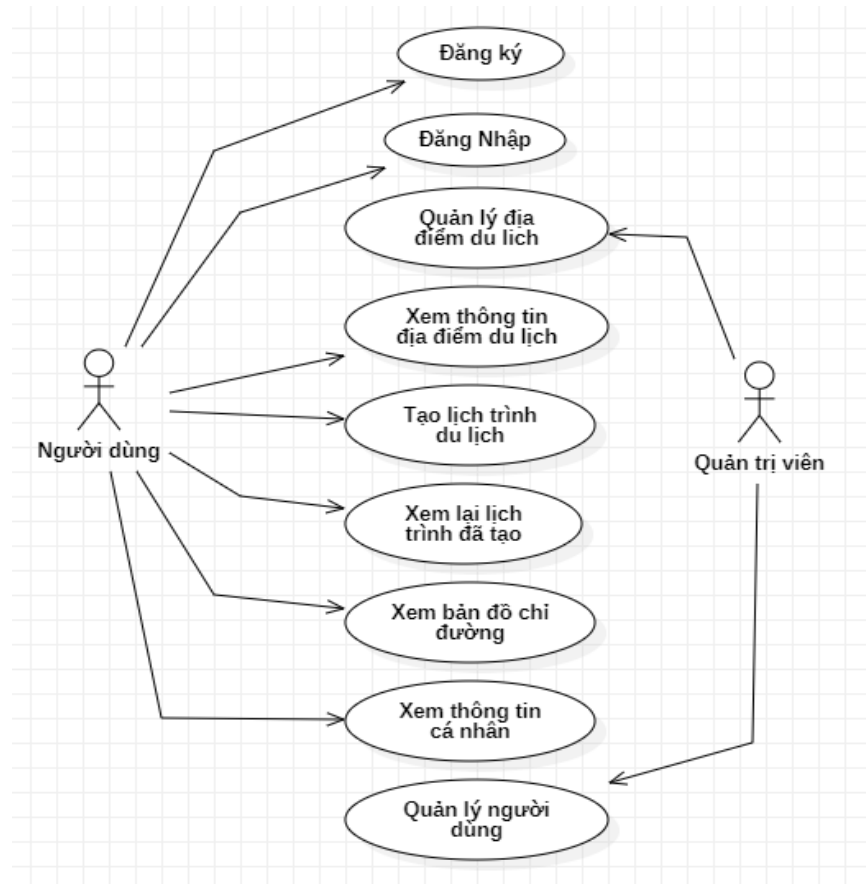 Đăng ký
Đăng Nhập
Quản lý địa
điểm du lich
Xem thông tin
địa điểm du lịch
Tạo lịch trình
du lịch
Người dùng
Quản trị viên
Xem lại lịch
trình đã tạo
Xem bản đồ chỉ
đường
Xem thông tin
cá nhân
Quản lý người
dùng